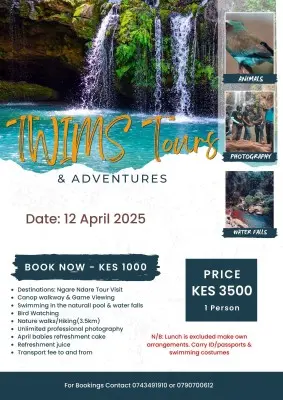 TWIMS Tours
& ADVENTURES
ANIMALS
PHOTOGRAPHY
WATER FALLS
Date: 12 April 2025
BOOK NOW - KES 1000
• Destinations: Ngare Ndare Tour Visit
• Canop walkway & Game Viewing
• Swimming in the naturall pool & water falls
• Bird Watching
• Nature walks/Hiking(3.5km)
• Unlimited professional photography
• April babies refreshment cake
• Refreshment juice
• Transport fee to and from
PRICE
KES 3500
1 Person
N/B: Lunch is excluded make own
arrangements. Carry ID/passports &
swimming costumes
For Bookings Contact 0743491910 or 0790700612